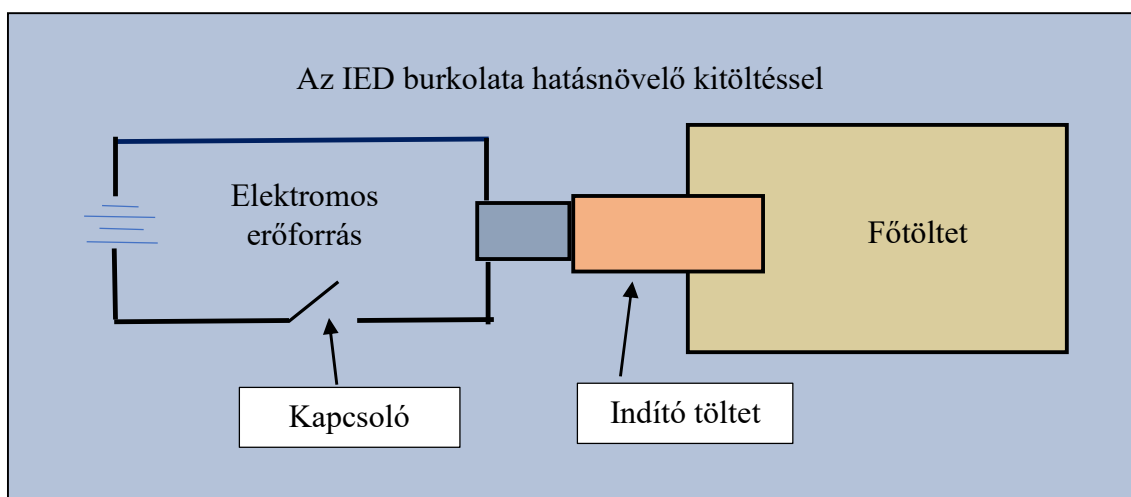 Az IED burkolata hatásnövelő kitöltéssel
Elektromos
erőforrás
Főtöltet
Kapcsoló
Indító töltet